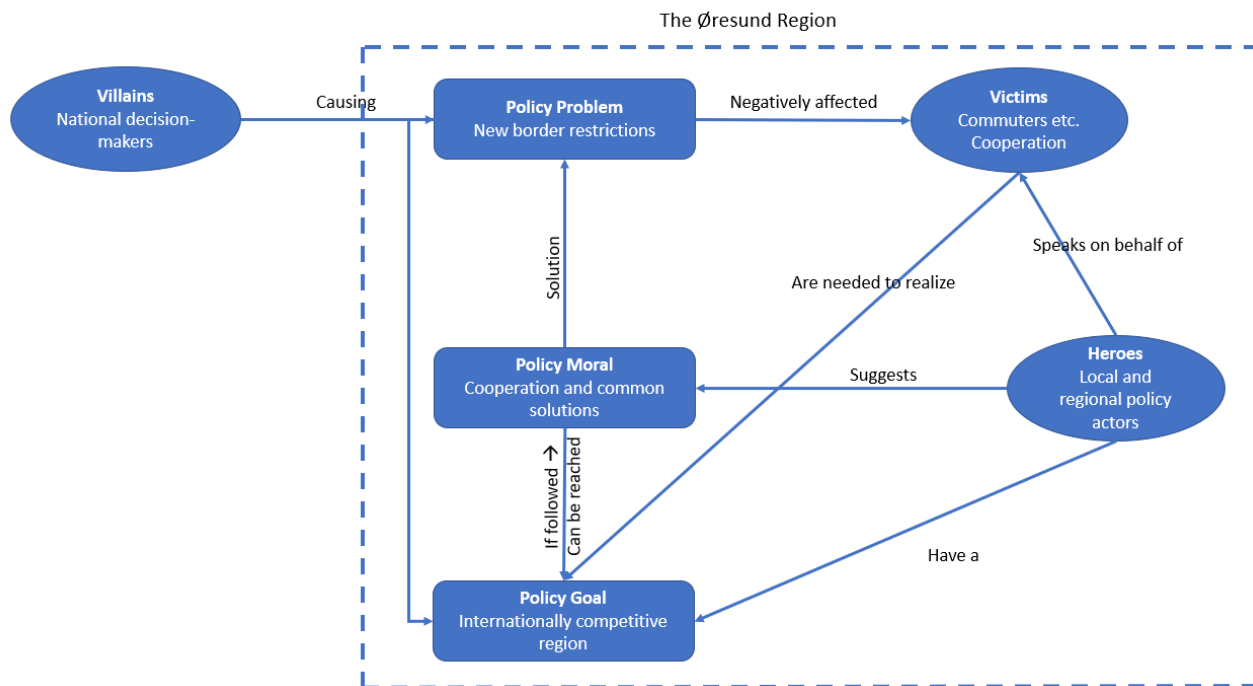 The Øresund Region
Villains
National decision-
makers
Causing
Policy Problem
New border restrictions
Negatively affected
Victims
Commuters etc.
Cooperation
Solution
Are needed to realize
Speaks on behalf of
Policy Moral
Cooperation and common
solutions
Suggests
Heroes
Local and
regional policy
actors
If followed →
Can be reached
Have a
Policy Goal
Internationally competitive
region